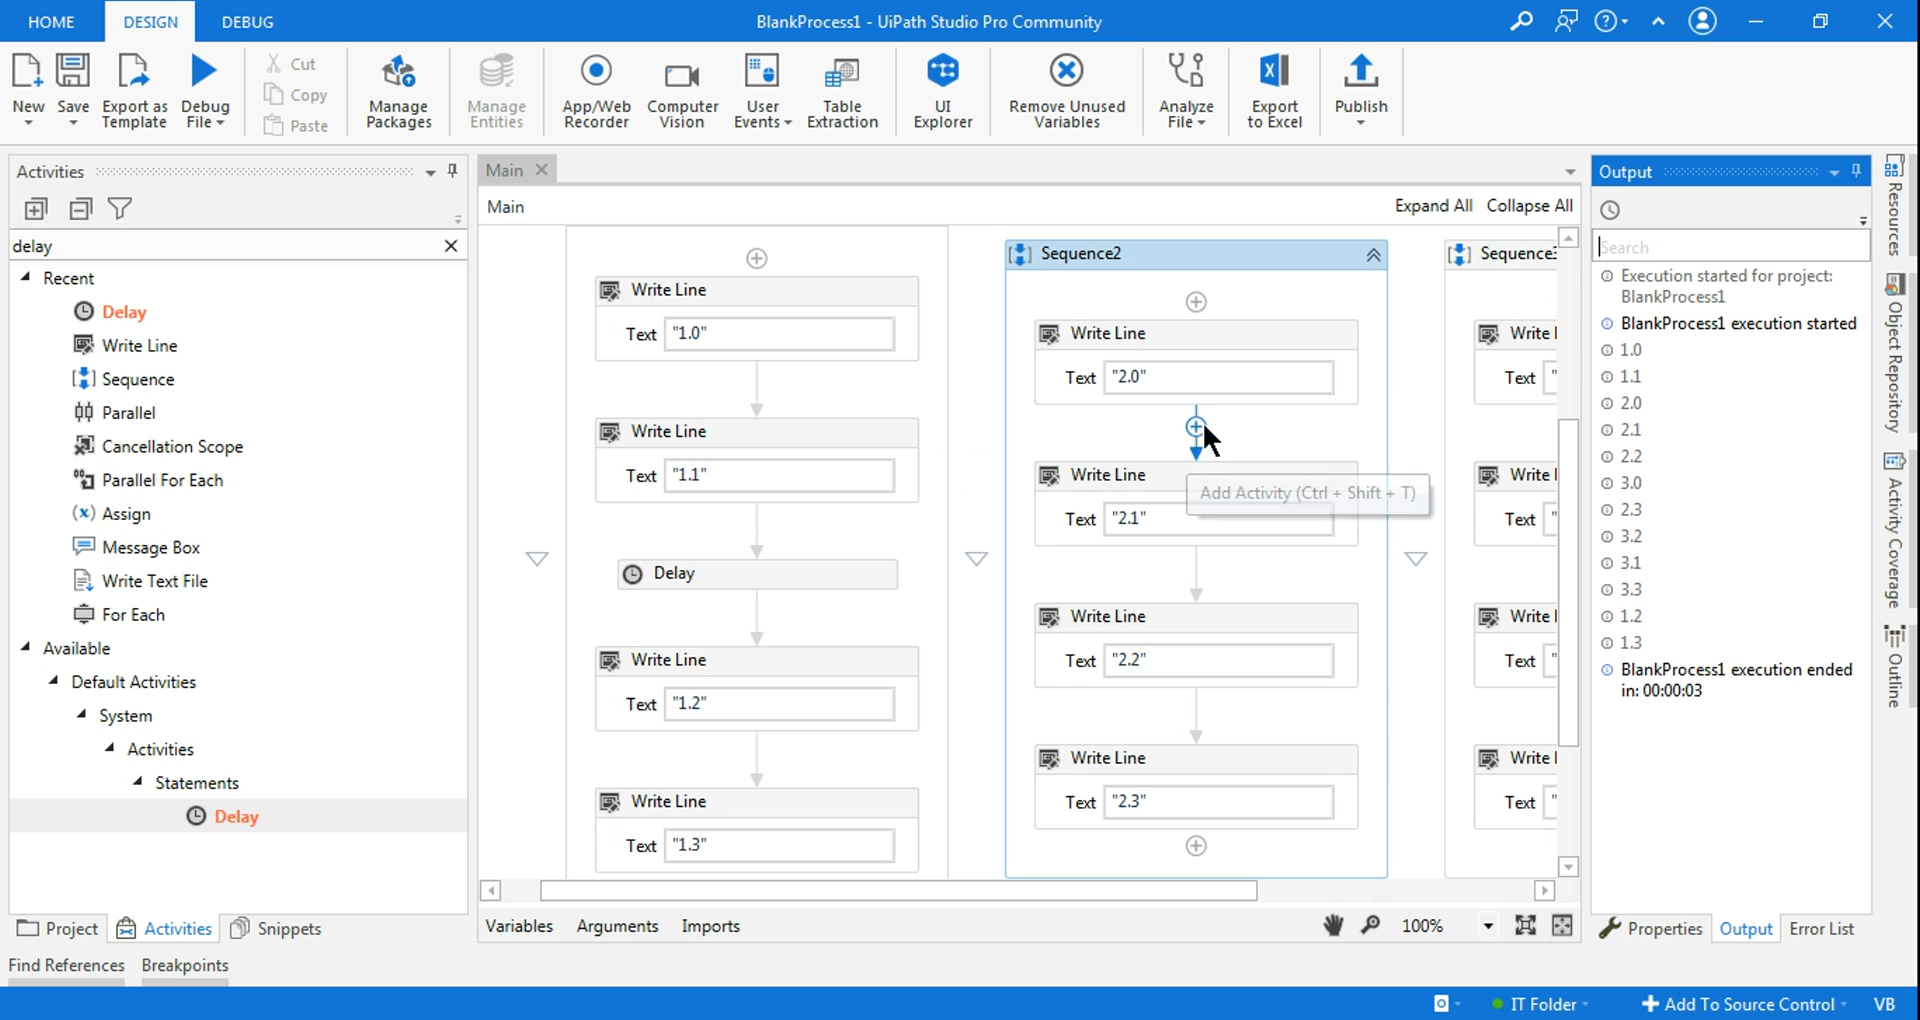 HOME DESIGN DEBUG BlankProcess1 - UiPath Studio Pro Community
New Save Export as Template Debug File Cut Copy Paste Manage Packages Manage Entities App/Web Recorder Computer Vision User Events Table Extraction UI Explorer Remove Unused Variables Analyze File Export to Excel Publish
Activities
delay
Recent
Delay
Write Line
Sequence
Parallel
Cancellation Scope
Parallel For Each
Assign
Message Box
Write Text File
For Each
Available
Default Activities
System
Activities
Statements
Delay
Project Activities Snippets
Find References Breakpoints
Main
Main Expand All Collapse All
Write Line
Text "1.0"
Write Line
Text "1.1"
Delay
Write Line
Text "1.2"
Write Line
Text "1.3"
Sequence2
Write Line
Text "2.0"
Add Activity (Ctrl + Shift + T)
Write Line
Text "2.1"
Write Line
Text "2.2"
Write Line
Text "2.3"
Sequence
Write
Text "
Write
Text "
Write
Text "
Write
Text "
Variables Arguments Imports 100%
Output
Search
Execution started for project:
BlankProcess1
BlankProcess1 execution started
1.0
1.1
2.0
2.1
2.2
3.0
2.3
3.2
3.1
3.3
1.2
1.3
BlankProcess1 execution ended
in: 00:00:03
Properties Output Error List
Resources
Object Repository
Activity Coverage
Outline
IT Folder Add To Source Control VB